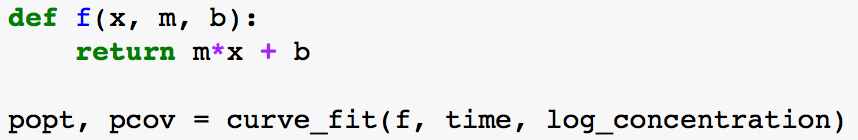 def f(x, m, b):
    return m*x + b
popt, pcov = curve_fit(f, time, log_concentration)